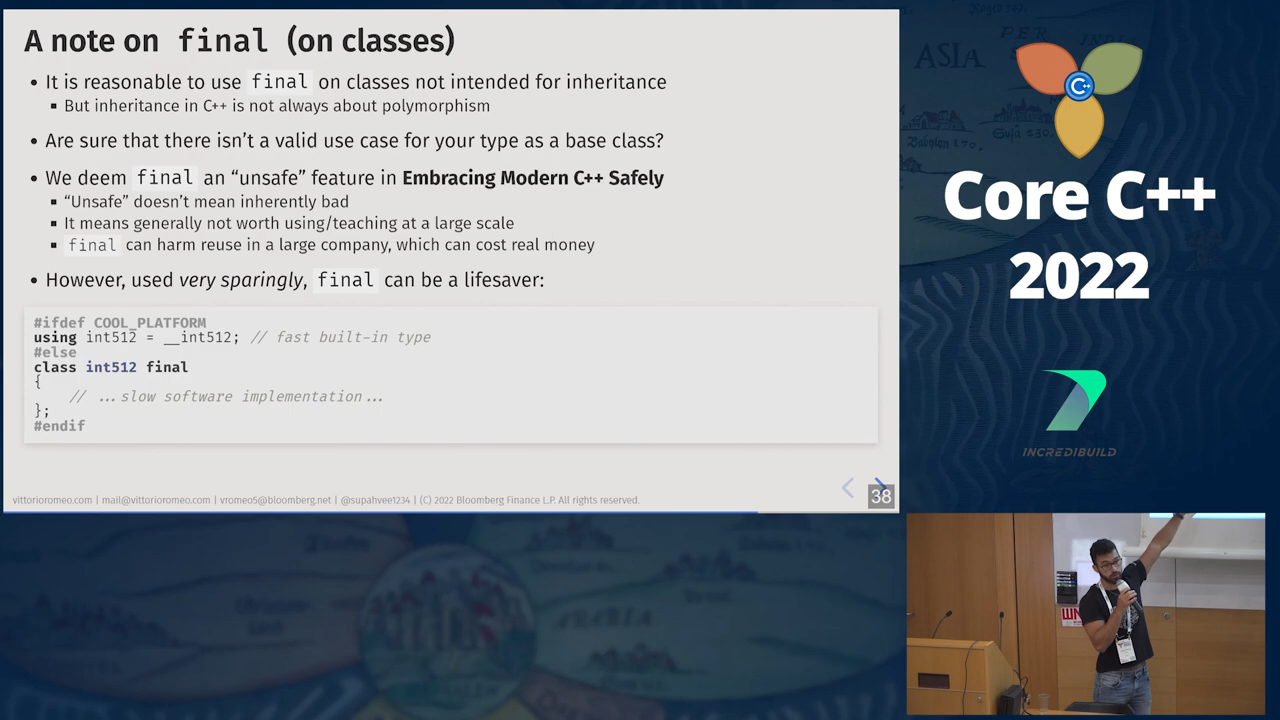 A note on final (on classes)
• It is reasonable to use final on classes not intended for inheritance
▪ But inheritance in C++ is not always about polymorphism
• Are sure that there isn’t a valid use case for your type as a base class?
• We deem final an “unsafe” feature in Embracing Modern C++ Safely
▪ “Unsafe” doesn’t mean inherently bad
▪ It means generally not worth using/teaching at a large scale
▪ final can harm reuse in a large company, which can cost real money
• However, used very sparingly, final can be a lifesaver:
#ifdef COOL_PLATFORM
using int512 = __int512; // fast built-in type
#else
class int512 final
{
// ...slow software implementation...
};
#endif
vittorioromeo.com | mail@vittorioromeo.com | vromeo5@bloomberg.net | @supahvee1234 | (C) 2022 Bloomberg Finance L.P. All rights reserved.
38
ASIA
PER
INDIA
C++
Core C++
2022
INCREDIBUILD
ARABIA